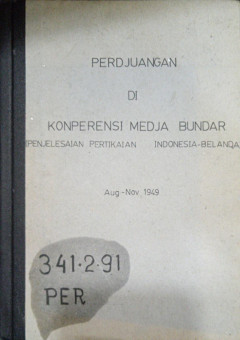 PERDJUANGAN
DI
KONPERENSI MEDJA BUNDAR
(PENJELESAIAN PERTIKAIAN INDONESIA-BELANDA)
Aug-Nov 1949
341.2.91
PER